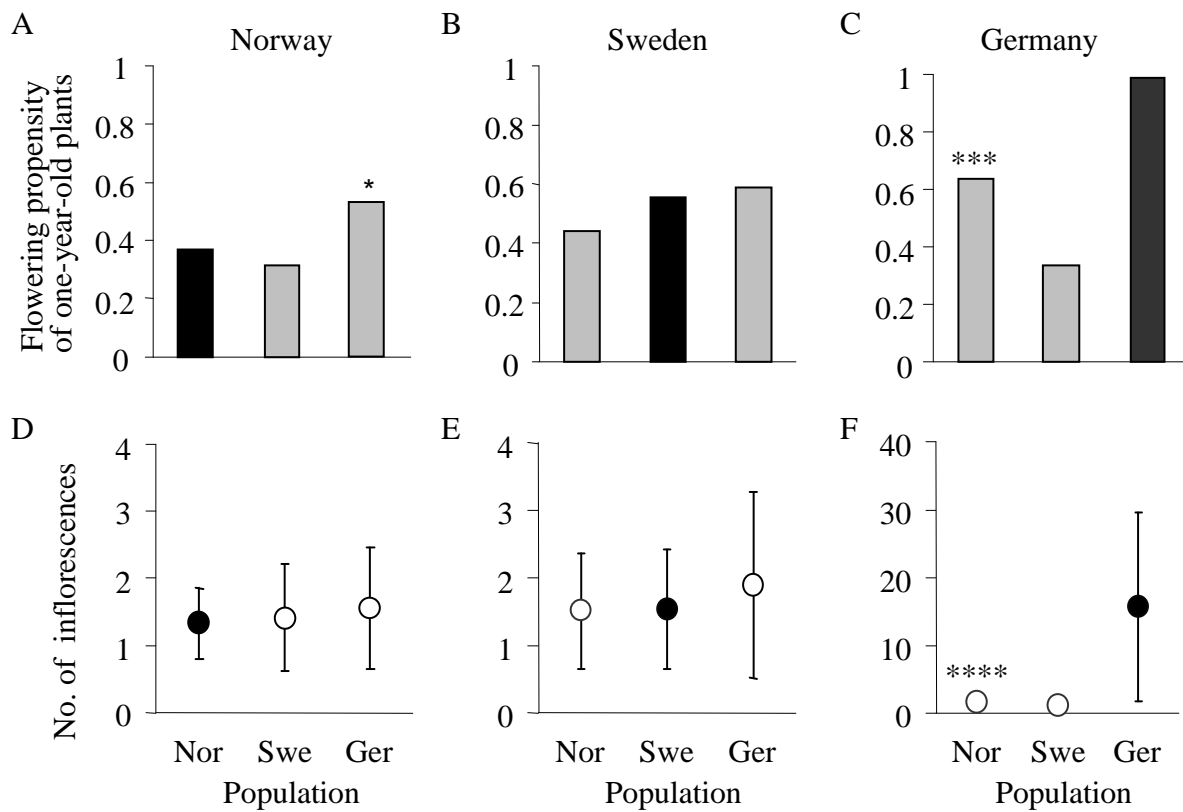 A
Norway
B
Sweden
C
Germany
Flowering propensity
of one-year-old plants
1
0.8
0.6
0.4
0.2
0
*
1
0.8
0.6
0.4
0.2
0
1
0.8
0.6
0.4
0.2
0
***
D
E
F
No. of inflorescences
4
3
2
1
0
4
3
2
1
0
40
30
20
10
0
****
Nor Swe Ger
Nor Swe Ger
Nor Swe Ger
Population
Population
Population